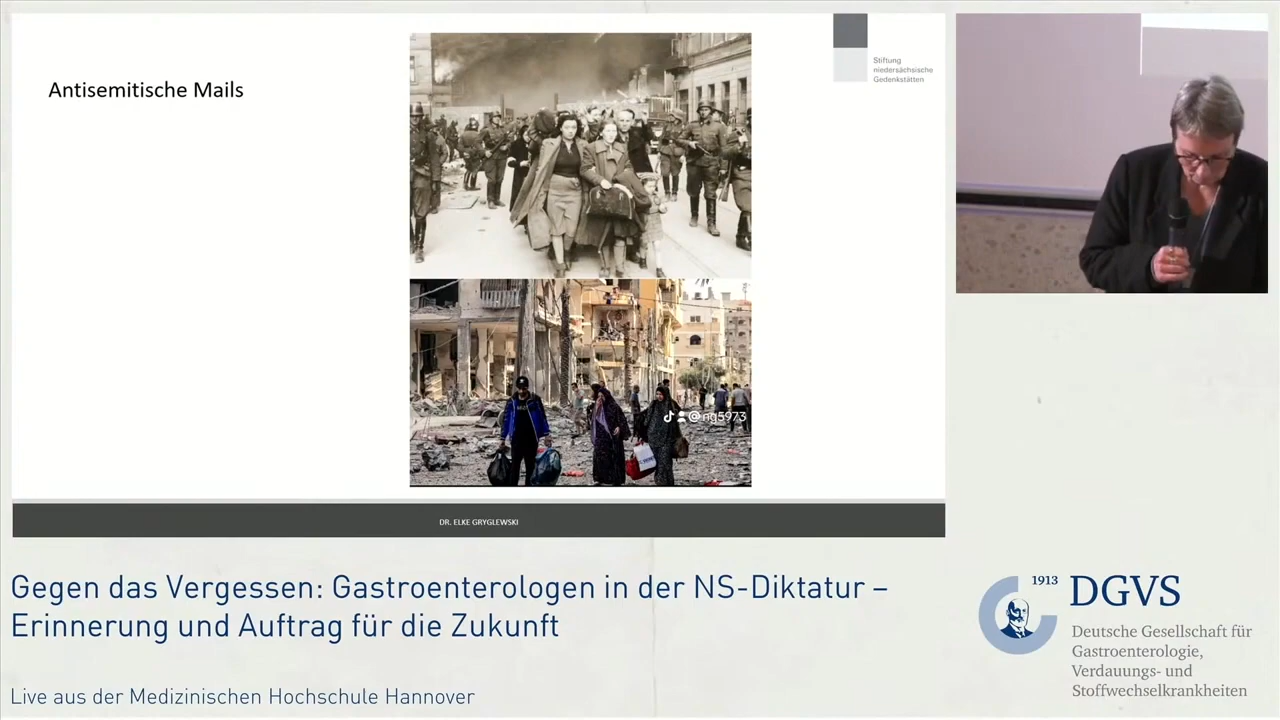 Antisemitische Mails
Stiftung
niedersächsische
Gedenkstätten
@ng5973
DR. ELKE GRYGLEWSKI
Gegen das Vergessen: Gastroenterologen in der NS-Diktatur –
Erinnerung und Auftrag für die Zukunft
Live aus der Medizinischen Hochschule Hannover
1913 DGVS
Deutsche Gesellschaft für
Gastroenterologie,
Verdauungs- und
Stoffwechselkrankheiten